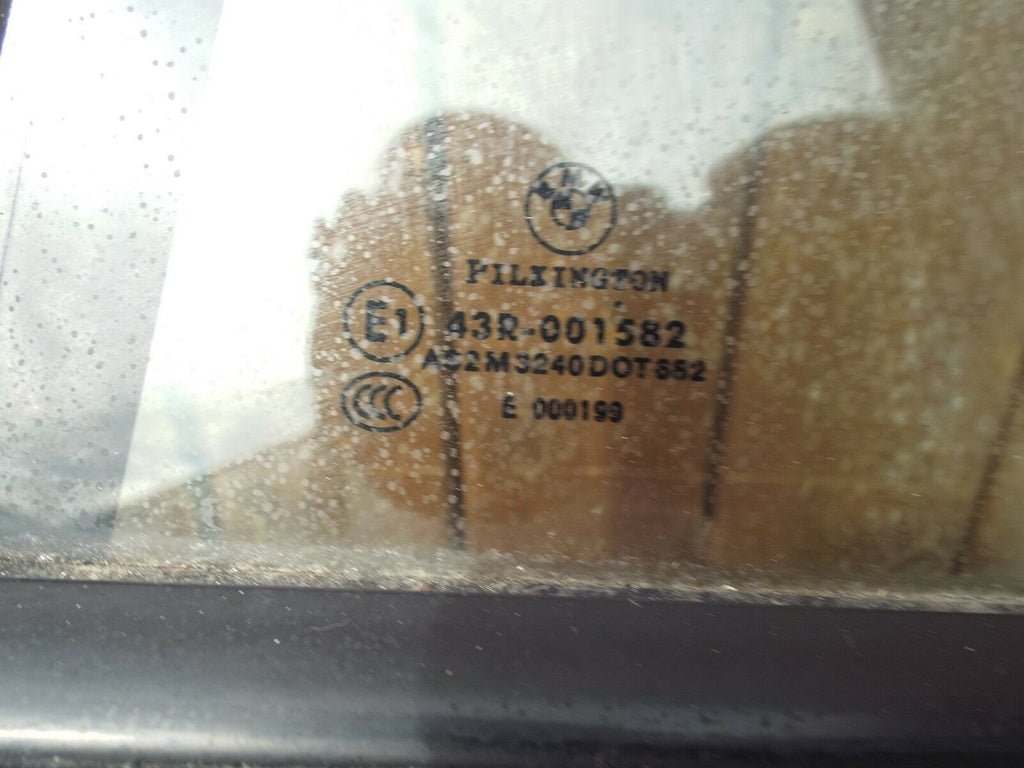 PILKINGTON
E1 43R-001582
AS2M3240DOT652
CCC E 000199